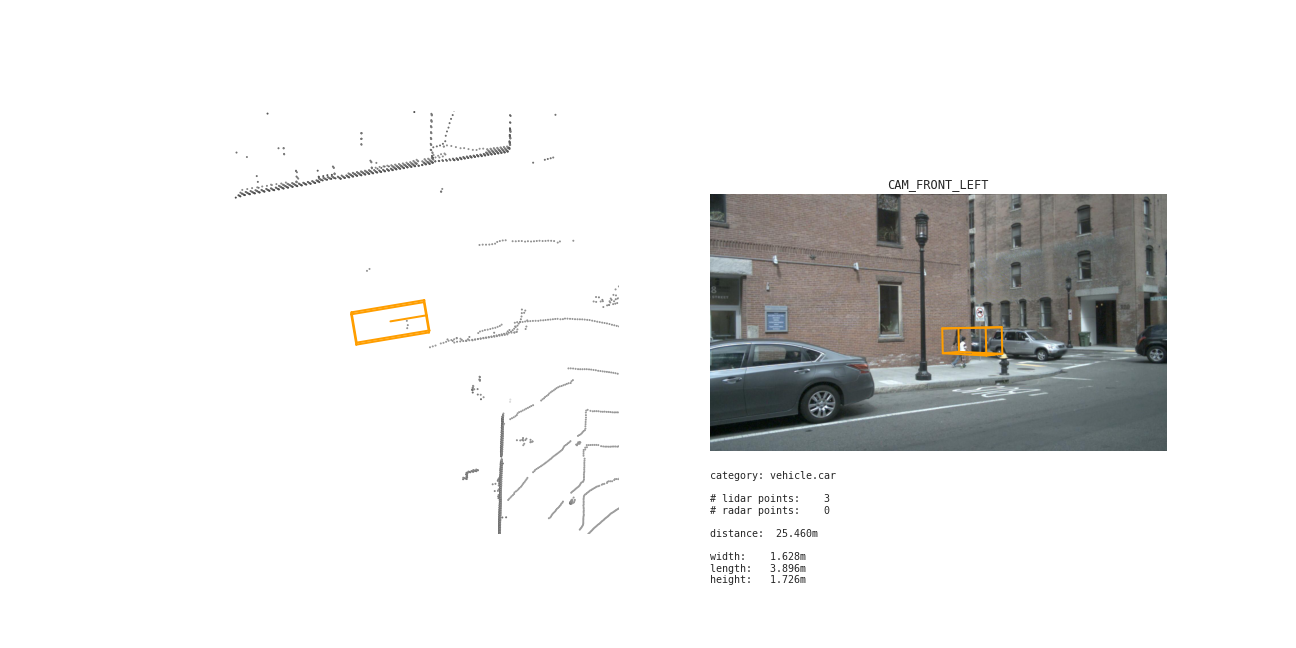 CAM_FRONT_LEFT
category: vehicle.car
# lidar points:    3
# radar points:    0
distance:  25.460m
width:    1.628m
length:   3.896m
height:   1.726m